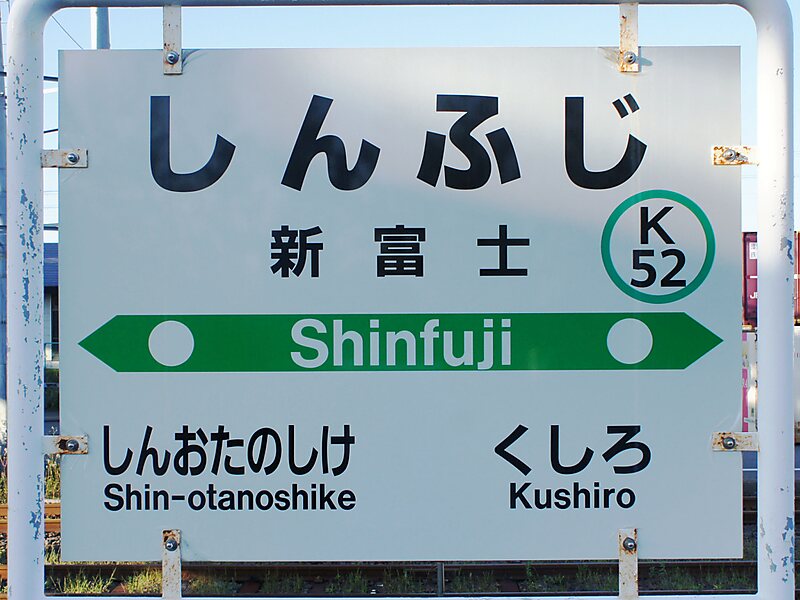 しんふじ
新富士
K
52
Shinfuji
しんおたのしけ
Shin-otanoshike
くしろ
Kushiro